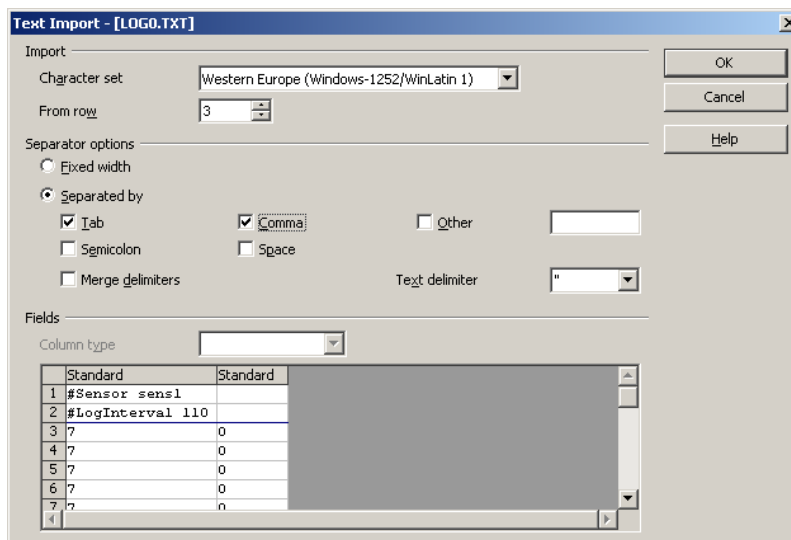 Text Import - [LOG0.TXT]
Import
Character set
Western Europe (Windows-1252/WinLatin 1)
From row
3
OK
Cancel
Help
Separator options
Fixed width
Separated by
Tab
Comma
Other
Semicolon
Space
Merge delimiters
Text delimiter
"
Fields
Column type
Standard Standard
1 #Sensor sens1
2 #LogInterval 110
3 7 0
4 7 0
5 7 0
6 7 0
7 7 0